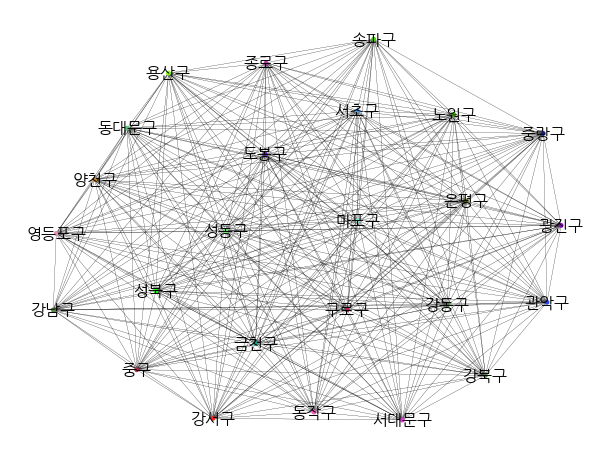 송파구
종로구
용산구
서초구
노원구
동대문구
중랑구
도봉구
양천구
은평구
마포구
광진구
성동구
영등포구
성북구
관악구
강동구
강남구
구로구
금천구
중구
강북구
동작구
강서구
서대문구